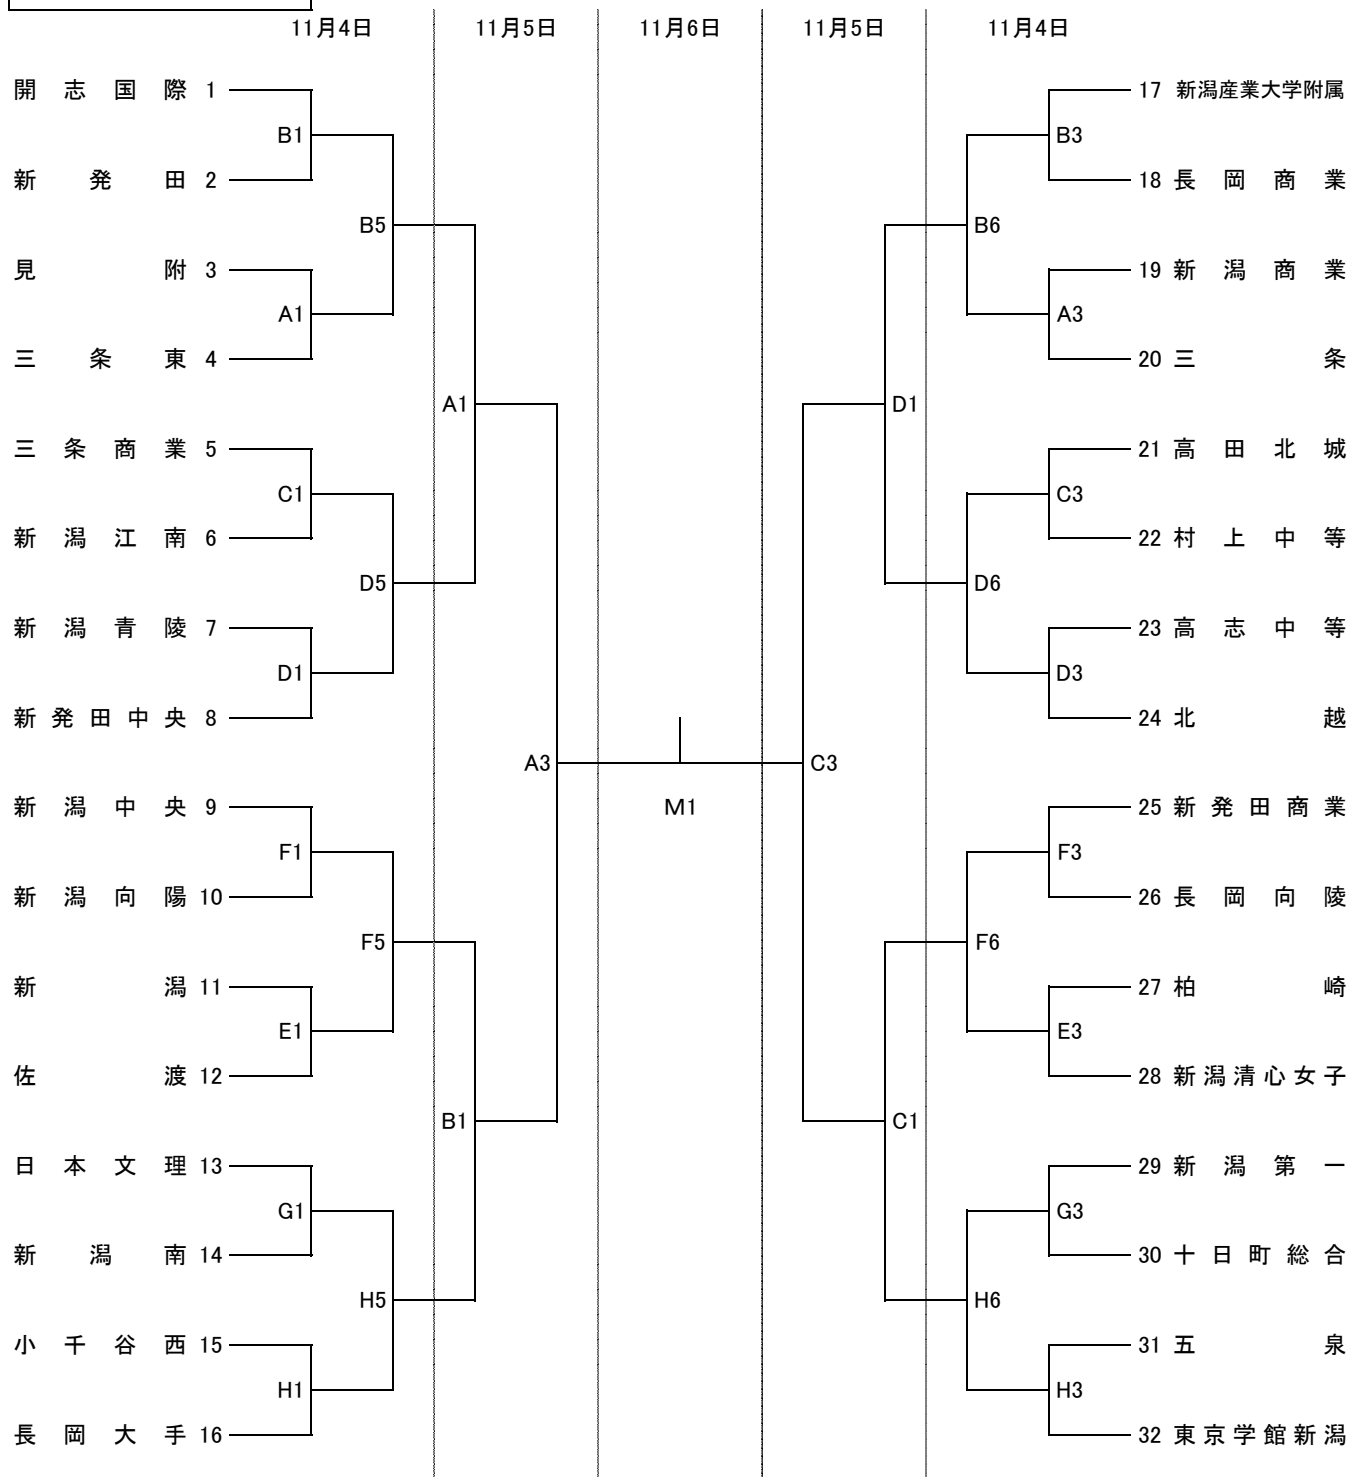 11月4日 11月5日 11月6日 11月5日 11月4日
開志国際 1 17 新潟産業大学附属
B1 B3
新発田 2 18 長岡商業
B5 B6
見附 3 19 新潟商業
A1 A3
三条東 4 20 三条
A1 D1
三条商業 5 21 高田北城
C1 C3
新潟江南 6 22 村上中等
D5 D6
新潟青陵 7 23 高志中等
D1 D3
新発田中央 8 24 北越
A3 C3
新潟中央 9 M1 25 新発田商業
F1 F3
新潟向陽 10 26 長岡向陵
F5 F6
新潟 11 27 柏崎
E1 E3
佐渡 12 28 新潟清心女子
B1 C1
日本文理 13 29 新潟第一
G1 G3
新潟南 14 30 十日町総合
H5 H6
小千谷西 15 31 五泉
H1 H3
長岡大手 16 32 東京学館新潟